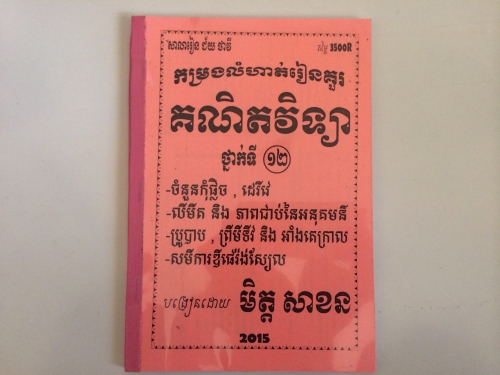 សាលារៀន ជ័យ ថាវី
តម្លៃ 3500R
កម្រងលំហាត់រៀនគួរ
គណិតវិទ្យា
ថ្នាក់ទី ១២
-ចំនួនកុំផ្លិច , ដេរីវេ
-លីមីត និង ភាពជាប់នៃអនុគមន៍
-ប្រូបាប , ព្រីមីទីវ និង អាំងតេក្រាល
-សមីការឌីផេរ៉ង់ស្យែល
បង្រៀនដោយ មិត្ត សាខន
2015